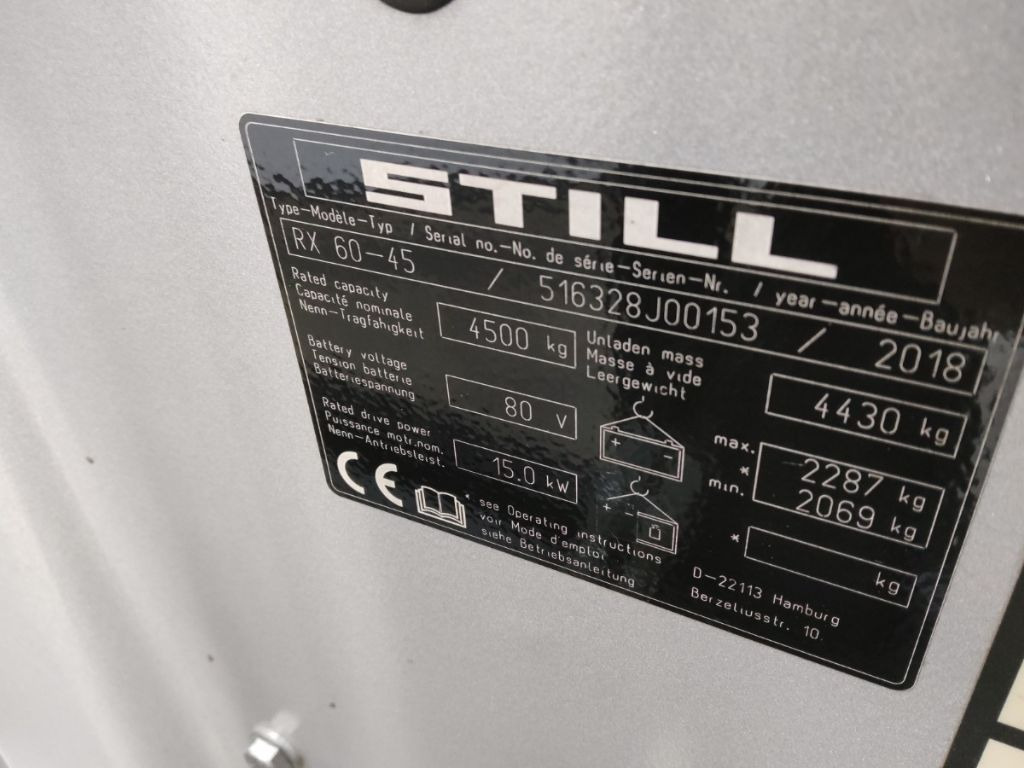 STILL
Type-Modèle-Typ / Serial no.-No. de série-Serien-Nr. / year-année-Baujahr
RX 60-45 / 516328J00153 / 2018
Rated capacity
Capacité nominale
Nenn-Tragfähigkeit
4500 kg
Unladen mass
Masse à vide
Leergewicht
4430 kg
Battery voltage
Tension batterie
Batteriespannung
80 V
+ -
max. 2287 kg
*
min. 2069 kg
Rated drive power
Puissance motr.nom.
Nenn-Antriebsleist.
15.0 kW
+
* kg
CE
* see Operating instructions
voir Mode d'emploi
siehe Betriebsanleitung
D-22113 Hamburg
Berzeliusstr. 10.